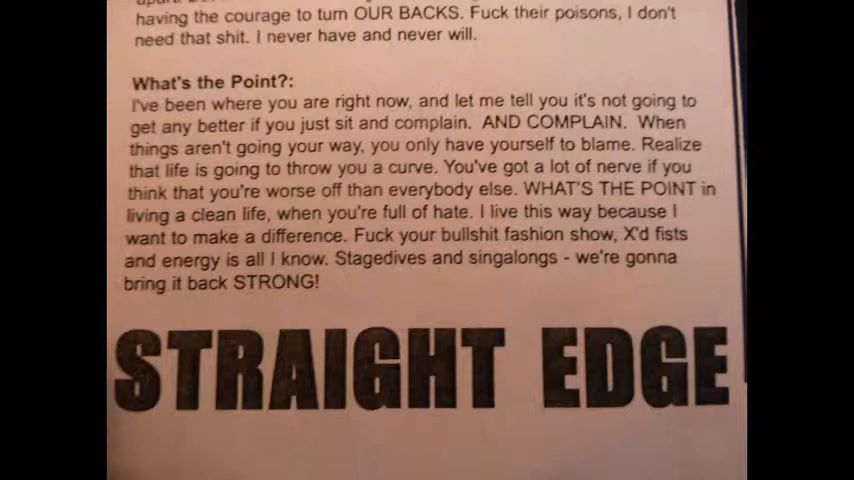 having the courage to turn OUR BACKS. Fuck their poisons, I don't
need that shit. I never have and never will.
What's the Point?:
I've been where you are right now, and let me tell you it's not going to
get any better if you just sit and complain. AND COMPLAIN. When
things aren't going your way, you only have yourself to blame. Realize
that life is going to throw you a curve. You've got a lot of nerve if you
think that you're worse off than everybody else. WHAT'S THE POINT in
living a clean life, when you're full of hate. I live this way because I
want to make a difference. Fuck your bullshit fashion show, X'd fists
and energy is all I know. Stagedives and singalongs - we're gonna
bring it back STRONG!
STRAIGHT EDGE